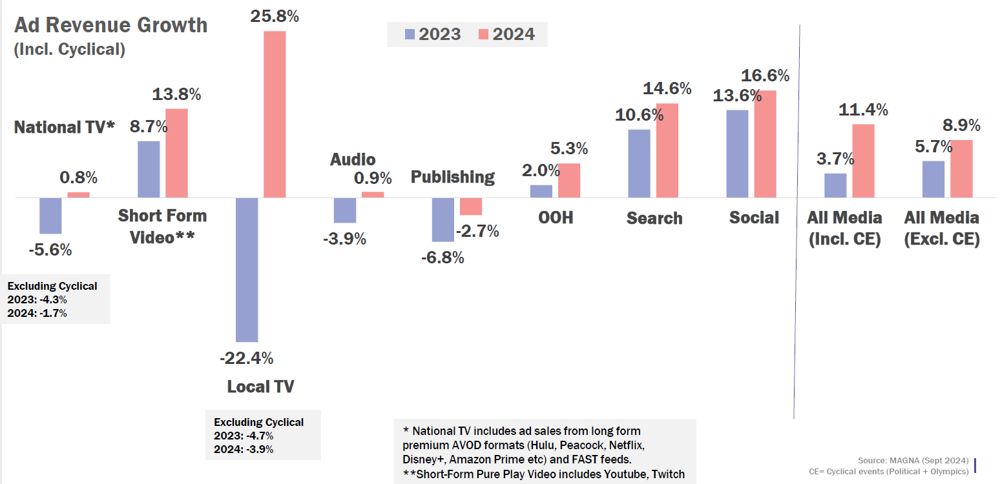 Ad Revenue Growth
(Incl. Cyclical)
2023 2024
National TV*
-5.6%
0.8%
Excluding Cyclical
2023: -4.3%
2024: -1.7%
8.7%
13.8%
Short Form
Video**
25.8%
-22.4%
Local TV
Excluding Cyclical
2023: -4.7%
2024: -3.9%
Audio
0.9%
-3.9%
Publishing
-2.7%
-6.8%
2.0%
5.3%
OOH
10.6%
14.6%
Search
13.6%
16.6%
Social
3.7%
11.4%
All Media
(Incl. CE)
5.7%
8.9%
All Media
(Excl. CE)
* National TV includes ad sales from long form
premium AVOD formats (Hulu, Peacock, Netflix,
Disney+, Amazon Prime etc) and FAST feeds.
**Short-Form Pure Play Video includes Youtube, Twitch
Source: MAGNA (Sept 2024)
CE= Cyclical events (Political + Olympics)